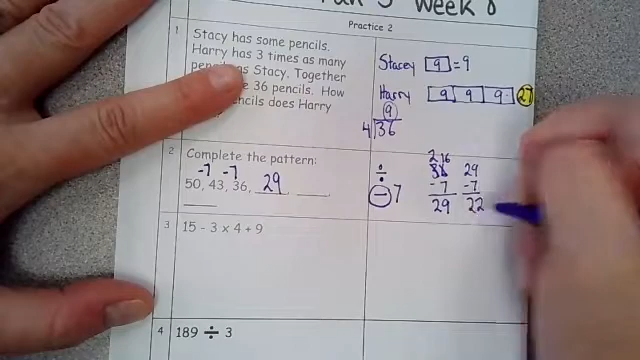 Week 8
Practice 2
1
Stacy has some pencils.
Harry has 3 times as many
as Stacy. Together
36 pencils. How
does Harry
Stacey 9 = 9
Harry 9 9 9 27
9
4 36
2
Complete the pattern:
-7 -7
50, 43, 36, 29
÷
- 7
2 16
36 29
-7 -7
29 22
3
15 - 3 x 4 + 9
4
189 ÷ 3